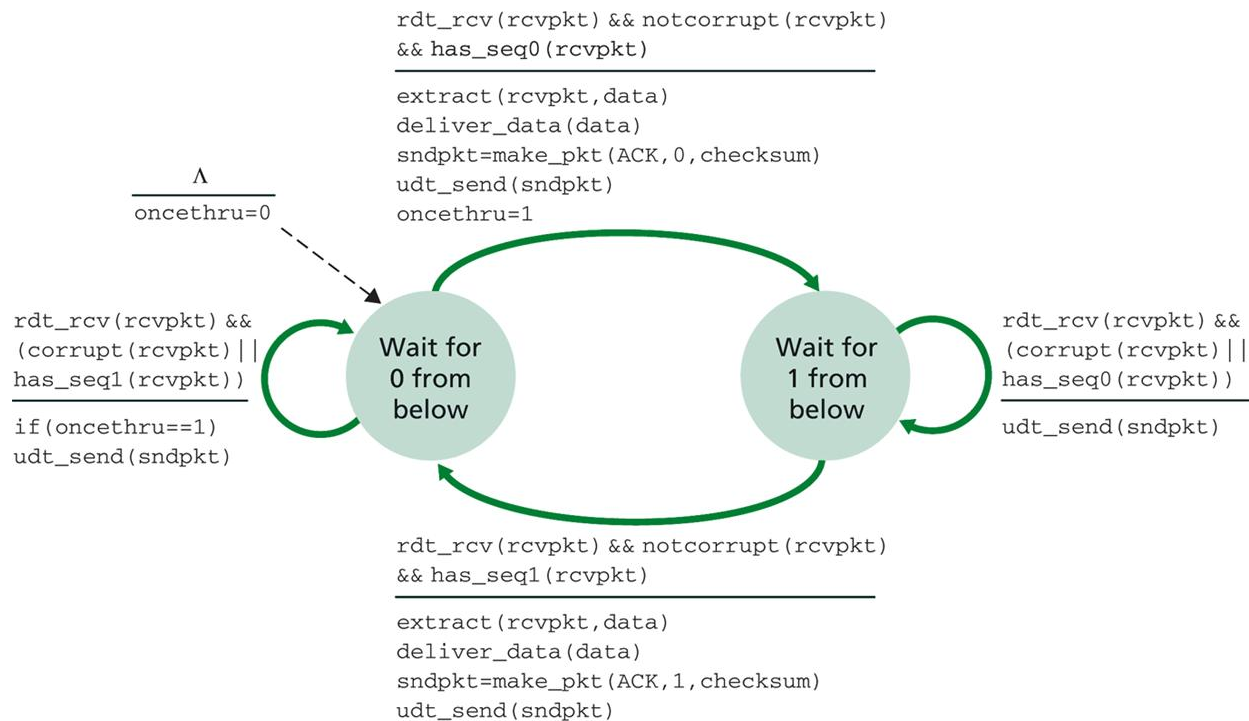 rdt_rcv(rcvpkt) && notcorrupt(rcvpkt)
&& has_seq0(rcvpkt)
extract(rcvpkt,data)
deliver_data(data)
sndpkt=make_pkt(ACK,0,checksum)
udt_send(sndpkt)
oncethru=1
Λ
oncethru=0
rdt_rcv(rcvpkt) &&
(corrupt(rcvpkt)||
has_seq1(rcvpkt))
if(oncethru==1)
udt_send(sndpkt)
Wait for
0 from
below
Wait for
1 from
below
rdt_rcv(rcvpkt) &&
(corrupt(rcvpkt)||
has_seq0(rcvpkt))
udt_send(sndpkt)
rdt_rcv(rcvpkt) && notcorrupt(rcvpkt)
&& has_seq1(rcvpkt)
extract(rcvpkt,data)
deliver_data(data)
sndpkt=make_pkt(ACK,1,checksum)
udt_send(sndpkt)